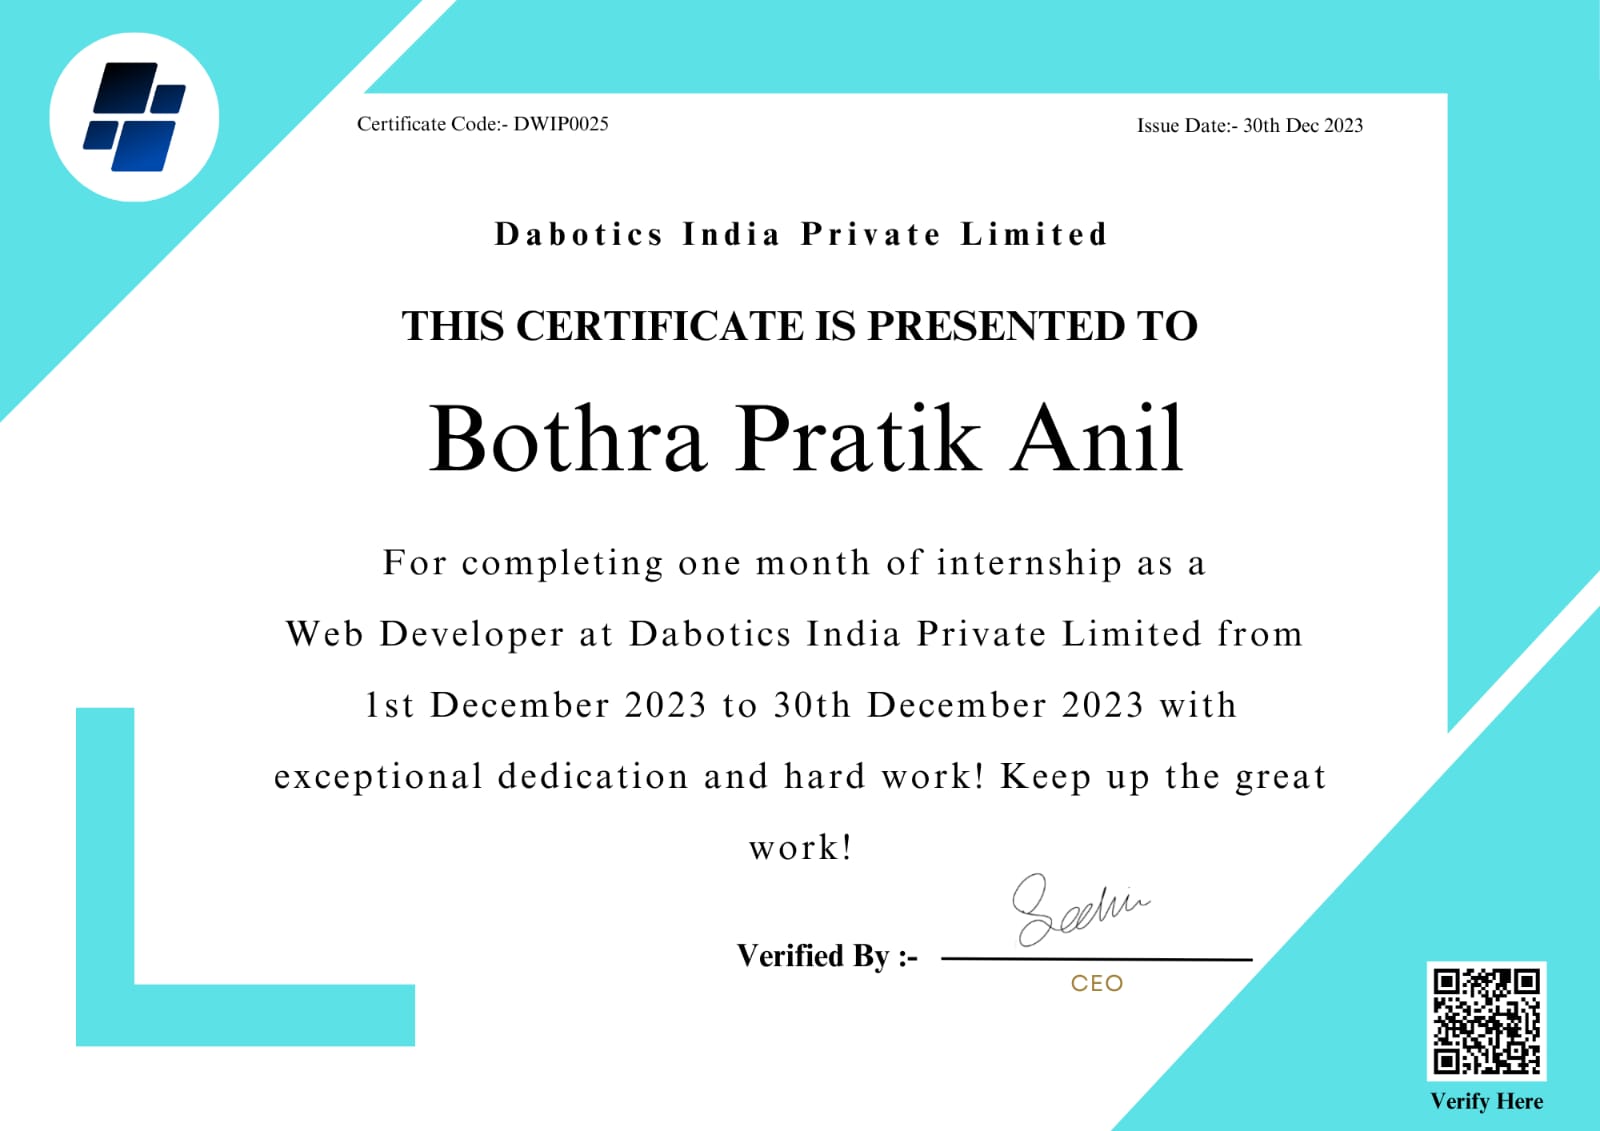 Certificate Code:- DWIP0025
Issue Date:- 30th Dec 2023
Dabotics India Private Limited
THIS CERTIFICATE IS PRESENTED TO
Bothra Pratik Anil
For completing one month of internship as a
Web Developer at Dabotics India Private Limited from
1st December 2023 to 30th December 2023 with
exceptional dedication and hard work! Keep up the great
work!
Verified By :-
CEO
Verify Here